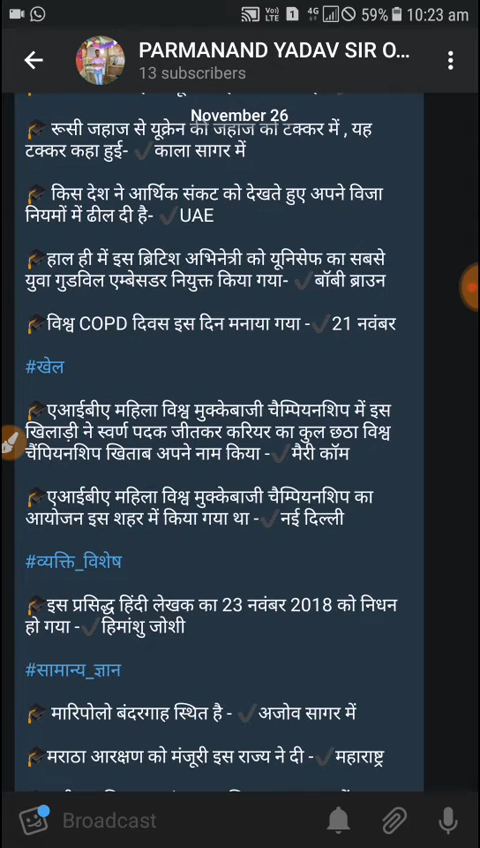 Vo))
LTE
1
4G
59%
10:23 am
PARMANAND YADAV SIR O...
13 subscribers
November 26
रूसी जहाज से यूक्रेन की जहाज की टक्कर में , यह
टक्कर कहा हुई- ✔काला सागर में
🎓 किस देश ने आर्थिक संकट को देखते हुए अपने विजा
नियमों में ढील दी है- ✔UAE
🎓हाल ही में इस ब्रिटिश अभिनेत्री को यूनिसेफ का सबसे
युवा गुडविल एम्बेसडर नियुक्त किया गया- ✔बॉबी ब्राउन
🎓विश्व COPD दिवस इस दिन मनाया गया -✔21 नवंबर
#खेल
🎓एआईबीए महिला विश्व मुक्केबाजी चैम्पियनशिप में इस
खिलाड़ी ने स्वर्ण पदक जीतकर करियर का कुल छठा विश्व
चैंपियनशिप खिताब अपने नाम किया -✔मैरी कॉम
🎓एआईबीए महिला विश्व मुक्केबाजी चैम्पियनशिप का
आयोजन इस शहर में किया गया था -✔नई दिल्ली
#व्यक्ति_विशेष
🎓इस प्रसिद्ध हिंदी लेखक का 23 नवंबर 2018 को निधन
हो गया -✔हिमांशु जोशी
#सामान्य_ज्ञान
🎓 मारिपोलो बंदरगाह स्थित है - ✔अजोव सागर में
🎓मराठा आरक्षण को मंजूरी इस राज्य ने दी -✔महाराष्ट्र
Broadcast